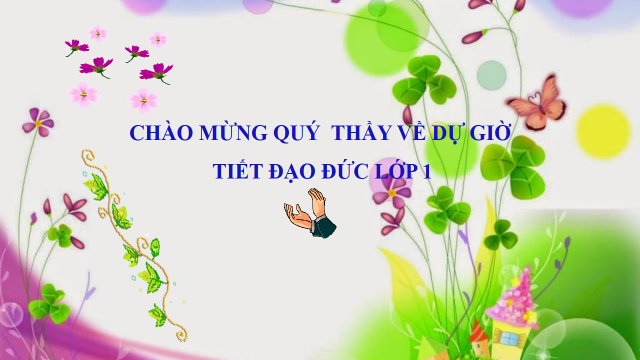 CHÀO MỪNG QUÝ THẦY VỀ DỰ GIỜ
TIẾT ĐẠO ĐỨC LỚP 1